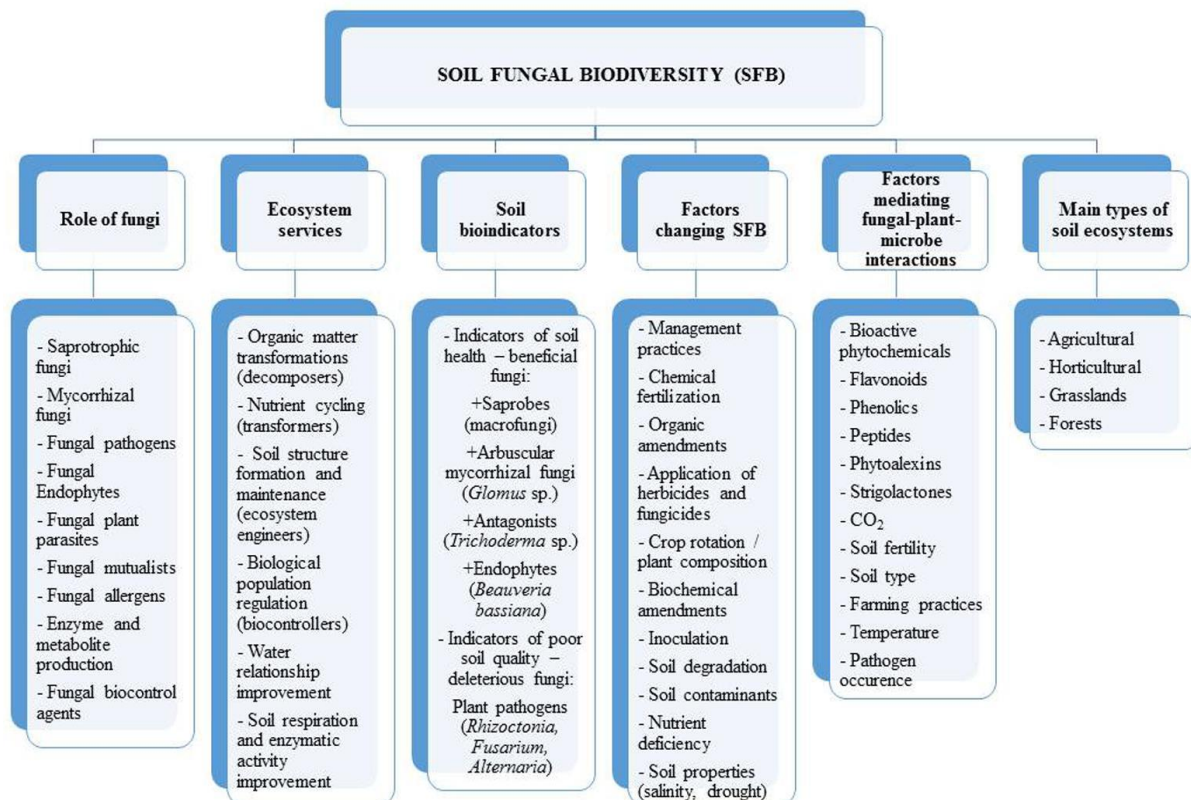 SOIL FUNGAL BIODIVERSITY (SFB)
Role of fungi
- Saprotrophic
fungi
- Mycorrhizal
fungi
- Fungal pathogens
- Fungal
Endophytes
- Fungal plant
parasites
- Fungal mutualists
- Fungal allergens
- Enzyme and
metabolite
production
- Fungal biocontrol
agents
Ecosystem
services
- Organic matter
transformations
(decomposers)
- Nutrient cycling
(transformers)
- Soil structure
formation and
maintenance
(ecosystem
engineers)
- Biological
population
regulation
(biocontrollers)
- Water
relationship
improvement
- Soil respiration
and enzymatic
activity
improvement
Soil
bioindicators
- Indicators of soil
health – beneficial
fungi:
+Saprobes
(macrofungi)
+Arbuscular
mycorrhizal fungi
(Glomus sp.)
+Antagonists
(Trichoderma sp.)
+Endophytes
(Beauveria
bassiana)
- Indicators of poor
soil quality –
deleterious fungi:
Plant pathogens
(Rhizoctonia,
Fusarium,
Alternaria)
Factors
changing SFB
- Management
practices
- Chemical
fertilization
- Organic
amendments
- Application of
herbicides and
fungicides
- Crop rotation /
plant composition
- Biochemical
amendments
- Inoculation
- Soil degradation
- Soil contaminants
- Nutrient
deficiency
- Soil properties
(salinity, drought)
Factors
mediating
fungal-plant-
microbe
interactions
- Bioactive
phytochemicals
- Flavonoids
- Phenolics
- Peptides
- Phytoalexins
- Strigolactones
- CO₂
- Soil fertility
- Soil type
- Farming practices
- Temperature
- Pathogen
occurence
Main types of
soil ecosystems
- Agricultural
- Horticultural
- Grasslands
- Forests